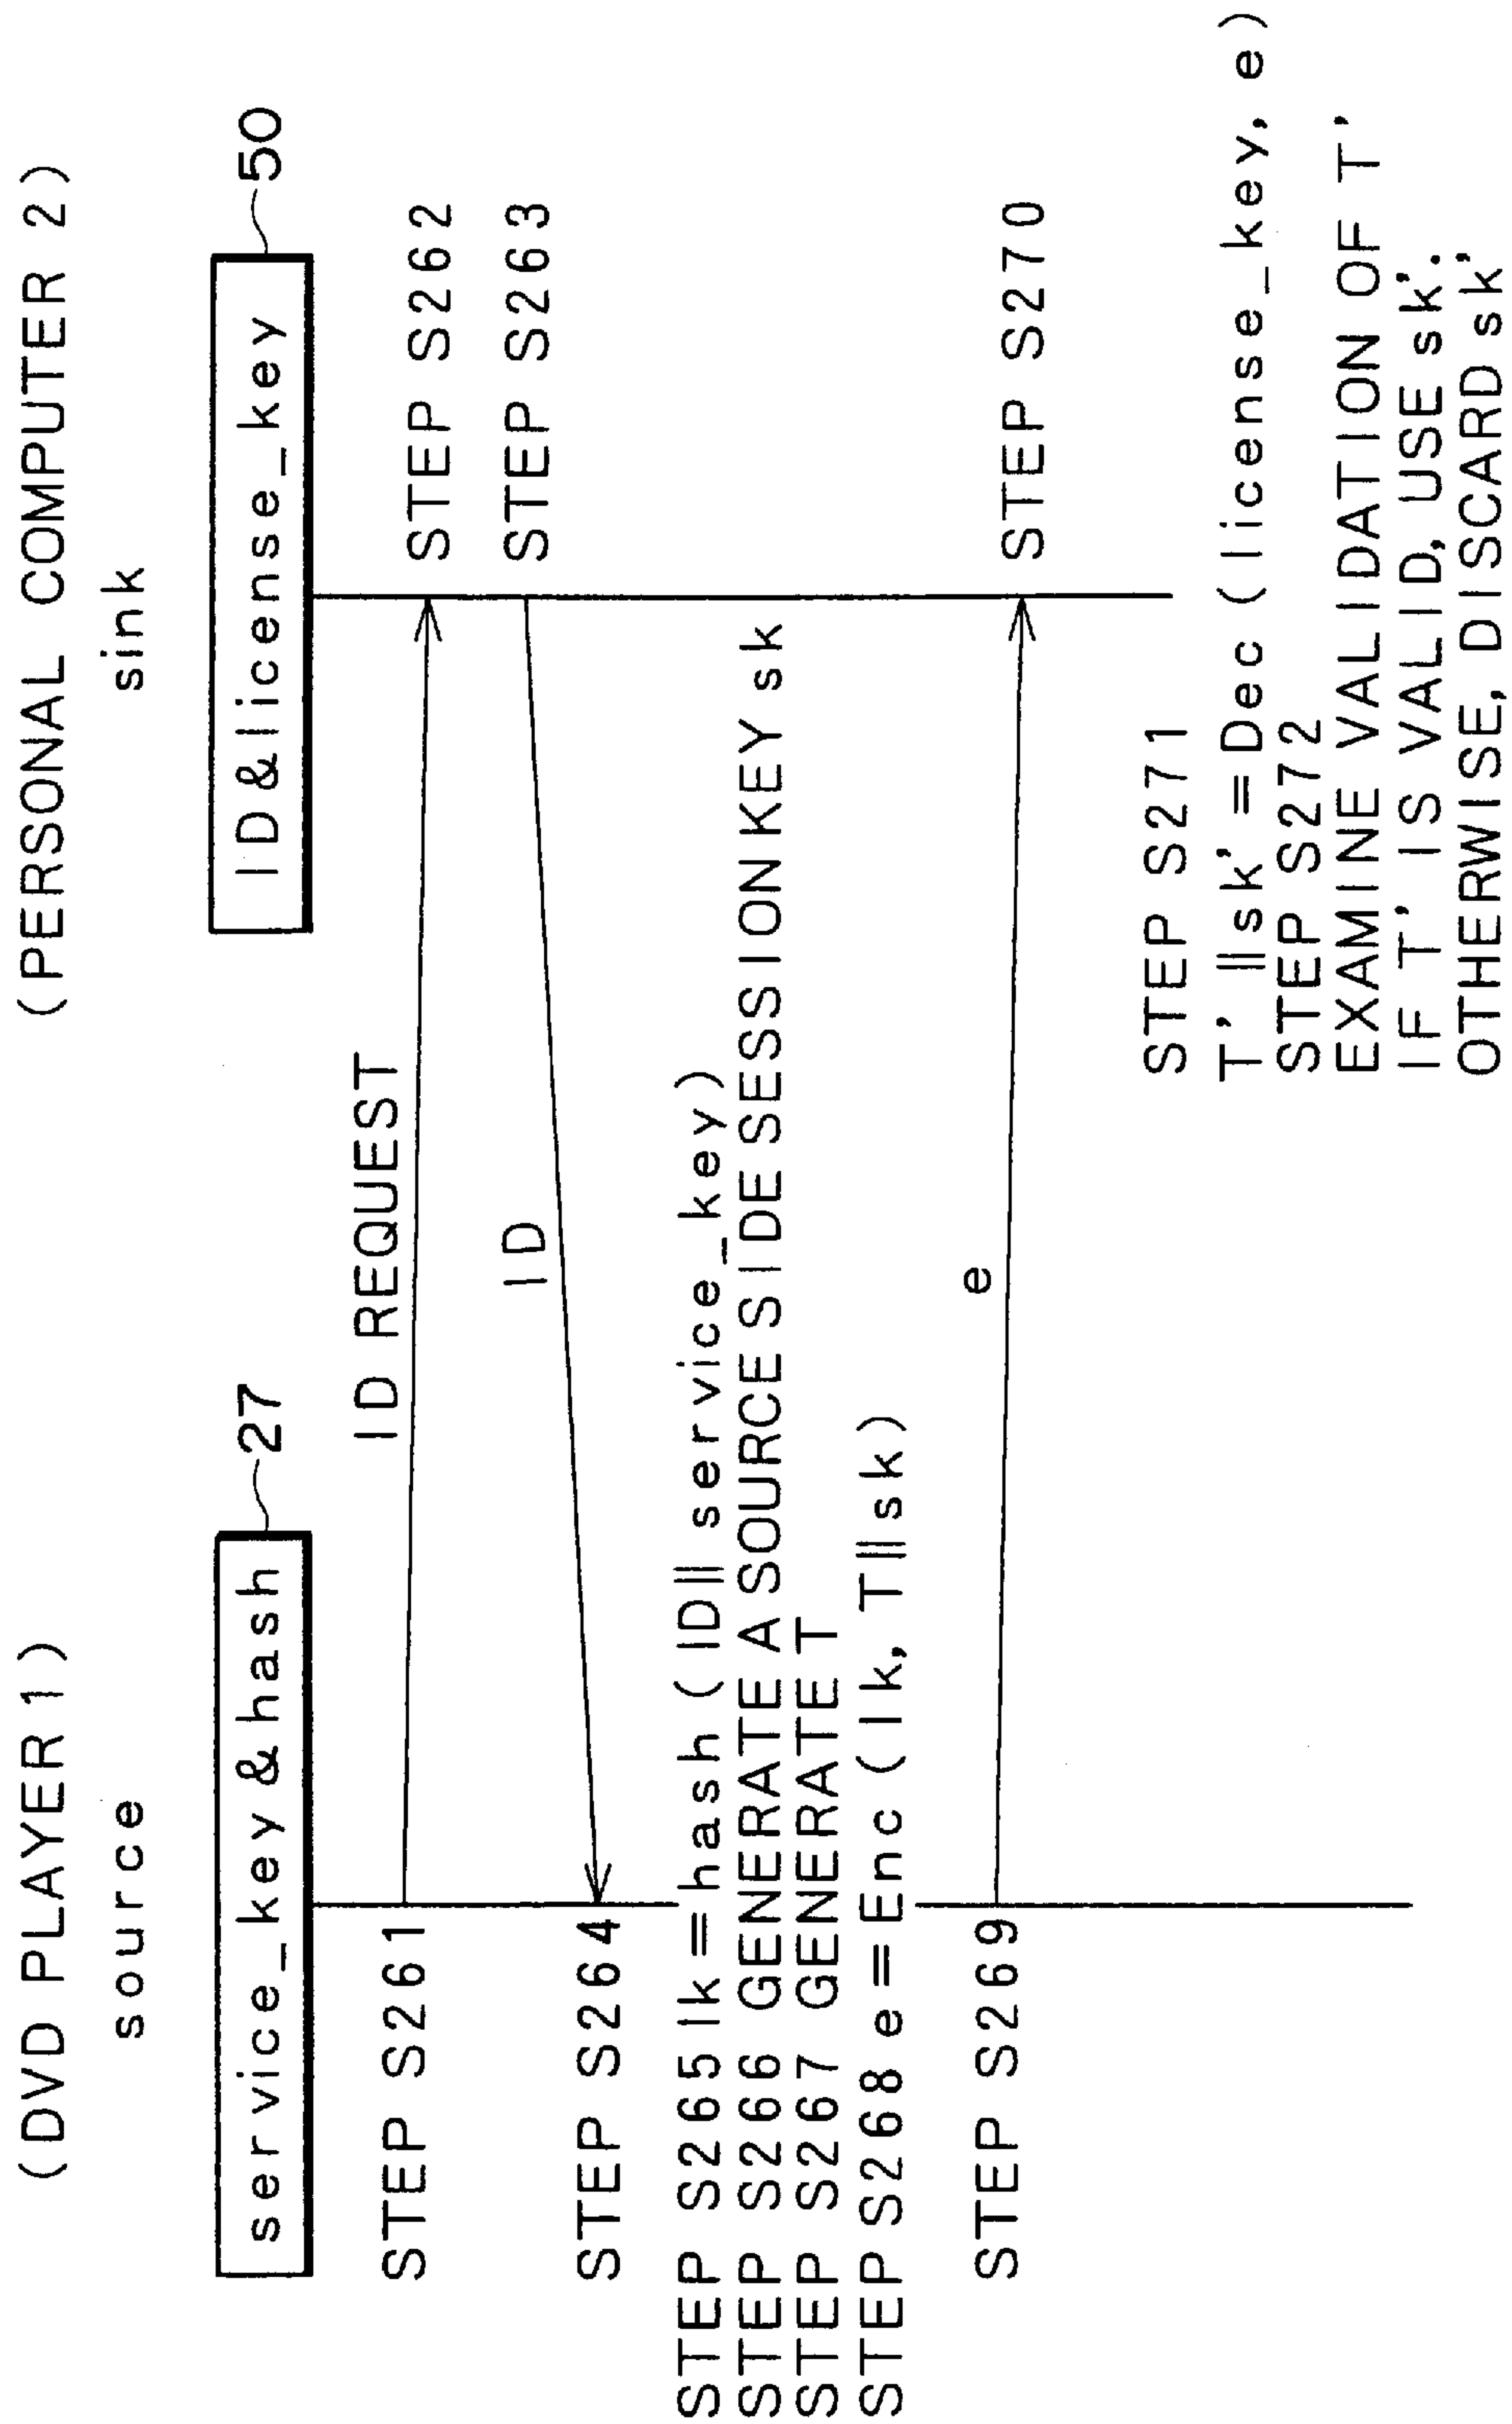 (DVD PLAYER 1)
(PERSONAL COMPUTER 2)
source
sink
service_key & hash
27
ID & license_key
50
STEP S261
ID REQUEST
STEP S262
STEP S263
ID
STEP S264
STEP S265 lk = hash (ID || service_key)
STEP S266 GENERATE A SOURCE SIDE SESSION KEY sk
STEP S267 GENERATE T
STEP S268 e = Enc (lk, T || sk)
STEP S269
e
STEP S270
STEP S271
T' || sk' = Dec (license_key, e)
STEP S272
EXAMINE VALIDATION OF T'
IF T' IS VALID, USE sk'.
OTHERWISE, DISCARD sk'